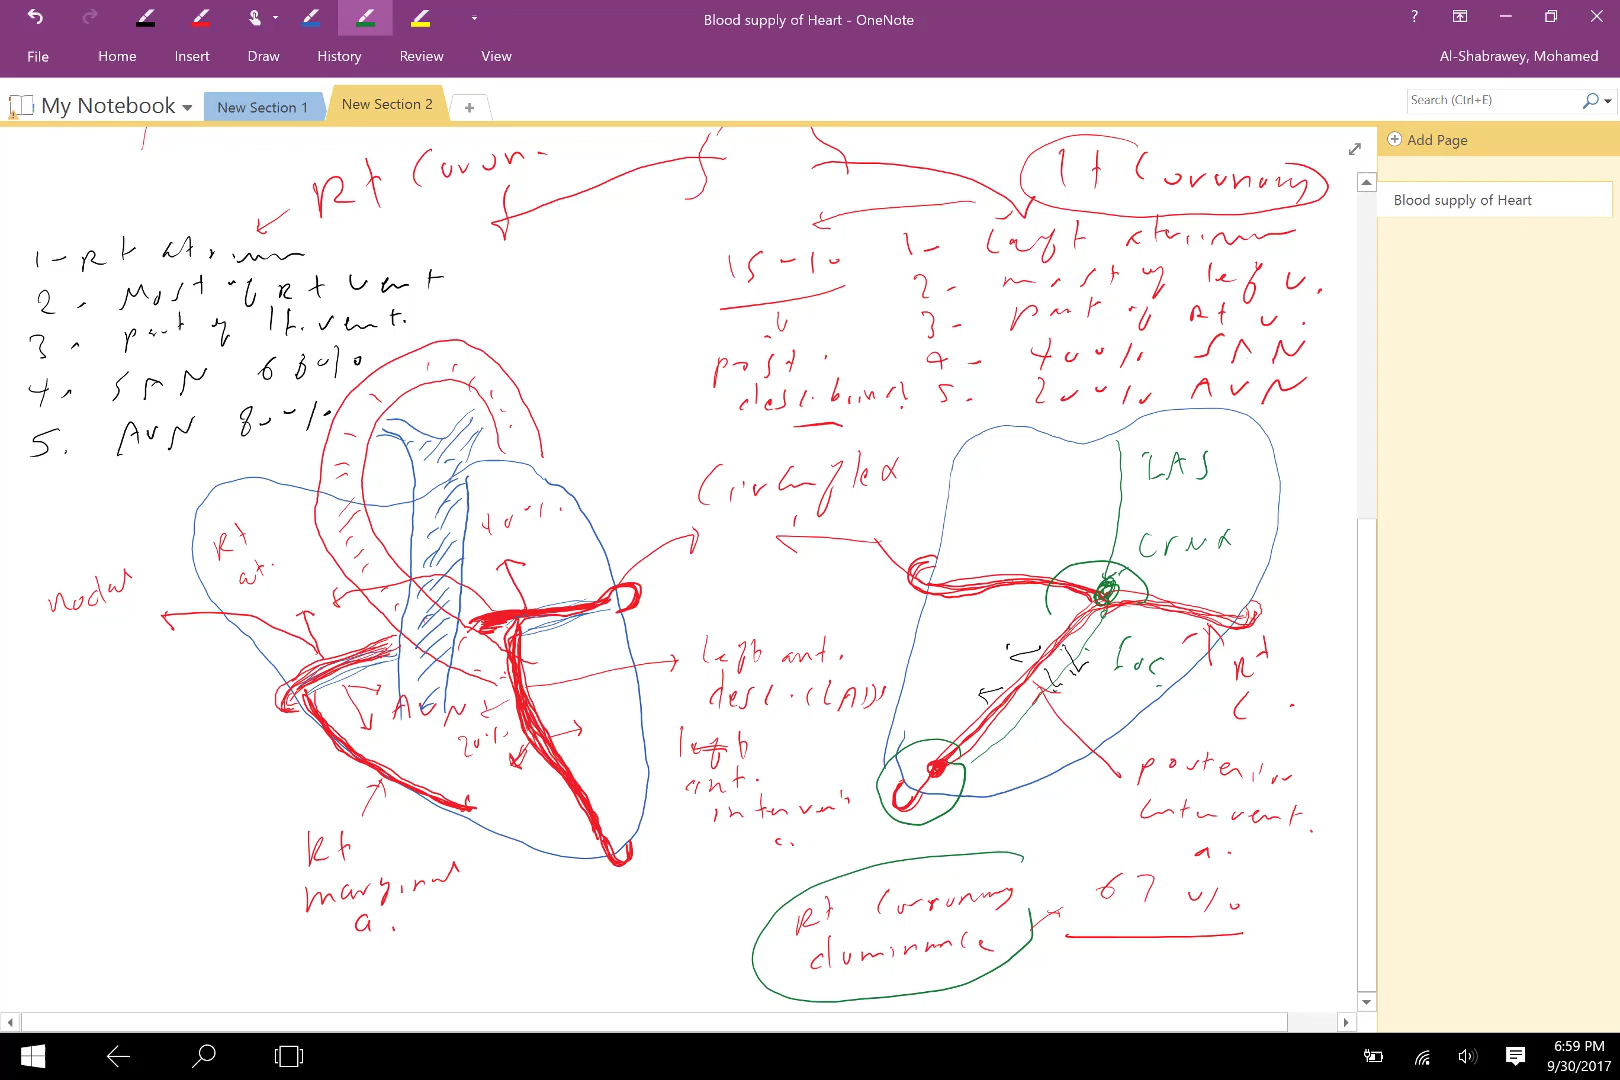 Blood supply of Heart - OneNote
?
File
Home
Insert
Draw
History
Review
View
Al-Shabrawey, Mohamed
My Notebook
New Section 1
New Section 2
Search (Ctrl+E)
Add Page
Blood supply of Heart
Rt Coron.
1- Rt atrium
2- Most of Rt vent
3- part of lt. vent.
4- SAN 60%
5. AVN 80%
lt Coronary
1- Left atrium
2- most of left v.
3- part of Rt v.
4- 40% SAN
5. 20% AVN
15-10
post.
Circumflex
LAS
CRUX
Rt
at.
40%
nodal
AVN
20%
left ant.
desc. (LAD)
left
ant.
interven
a.
Rt
marginal
a.
Rt
C.
posterior
intervent.
a.
Rt Coronary
dominance
67%
6:59 PM
9/30/2017